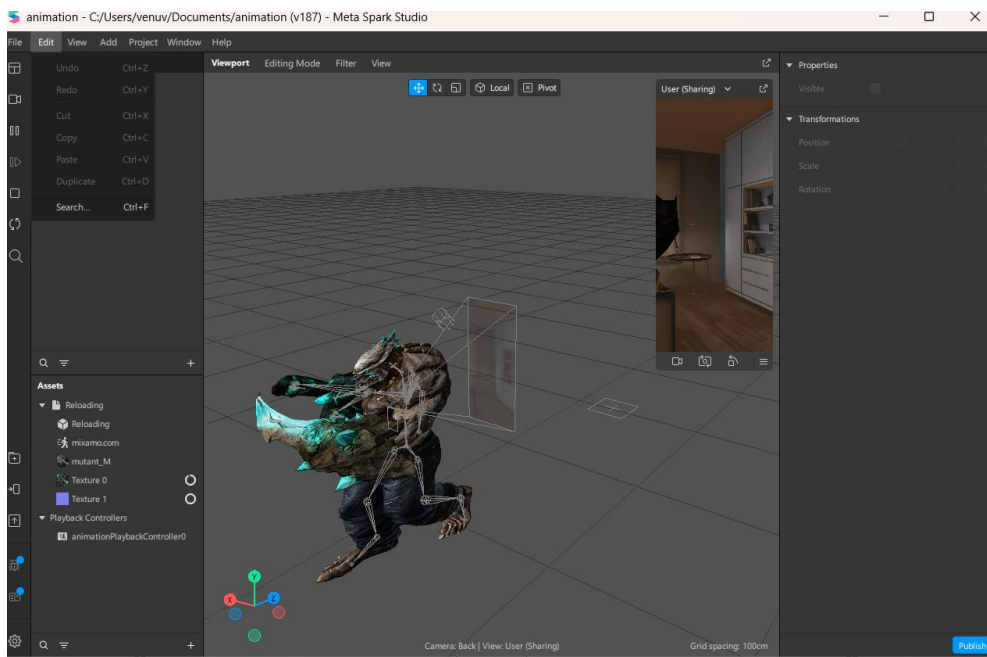 animation - C:/Users/venuv/Documents/animation (v187) - Meta Spark Studio
File Edit View Add Project Window Help
Undo Ctrl+Z
Redo Ctrl+Y
Cut Ctrl+X
Copy Ctrl+C
Paste Ctrl+V
Duplicate Ctrl+D
Search... Ctrl+F
Viewport Editing Mode Filter View
Local Pivot
User (Sharing)
Properties
Visible
Transformations
Position
Scale
Rotation
Assets
Reloading
Reloading
mixamo.com
mutant_M
Texture 0
Texture 1
Playback Controllers
animationPlaybackController0
Y
X
Z
Camera: Back | View: User (Sharing)
Grid spacing: 100cm
Publish